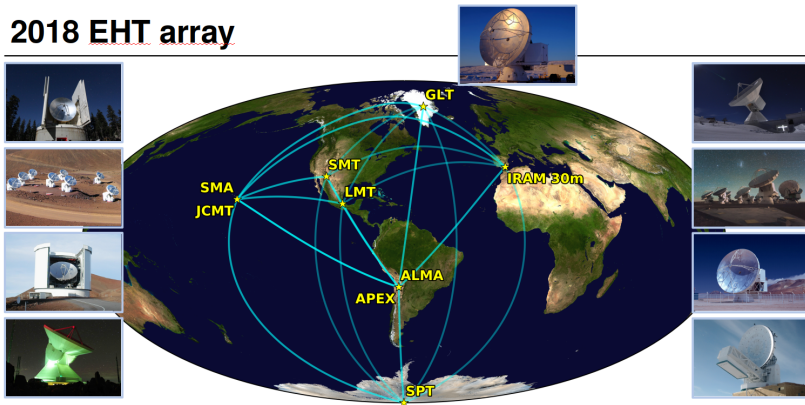 2018 EHT array
GLT
SMT
IRAM 30m
SMA
LMT
JCMT
ALMA
APEX
SPT